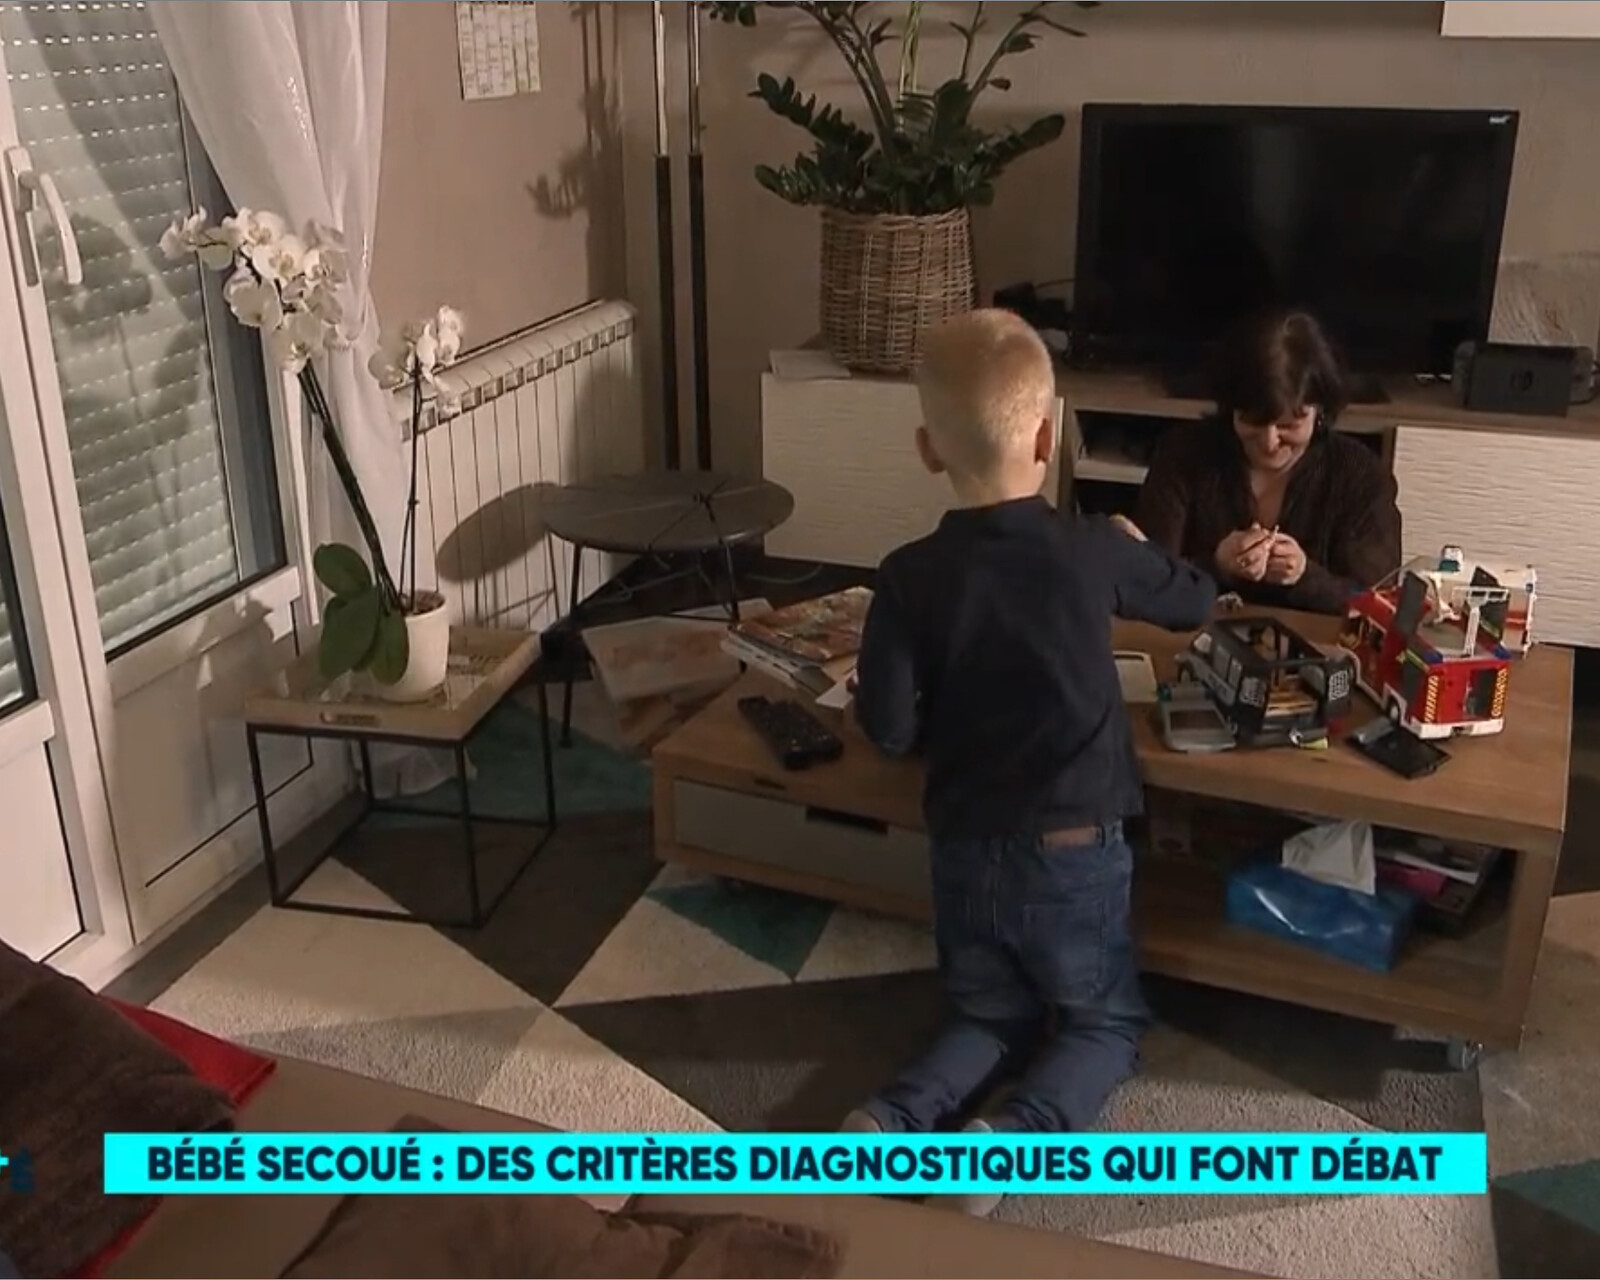 BÉBÉ SECOUÉ : DES CRITÈRES DIAGNOSTIQUES QUI FONT DÉBAT